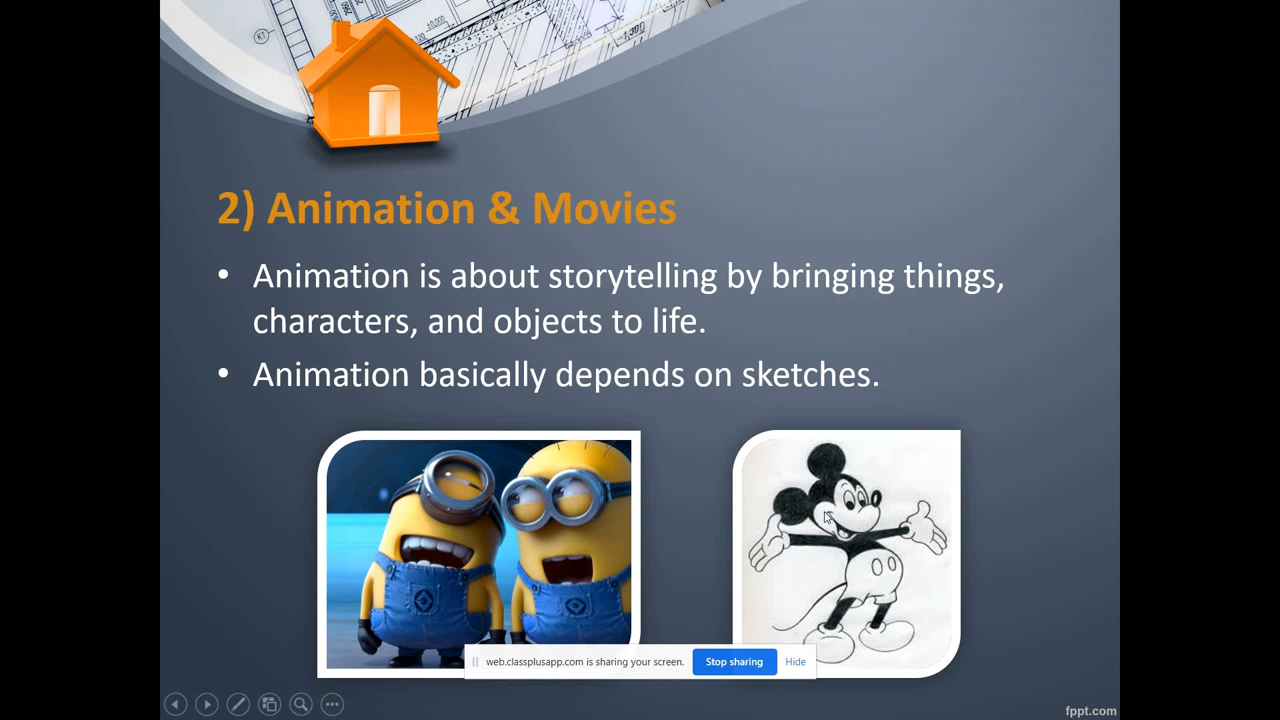 2) Animation & Movies
• Animation is about storytelling by bringing things,
characters, and objects to life.
• Animation basically depends on sketches.
web.classplusapp.com is sharing your screen. Stop sharing Hide
fppt.com